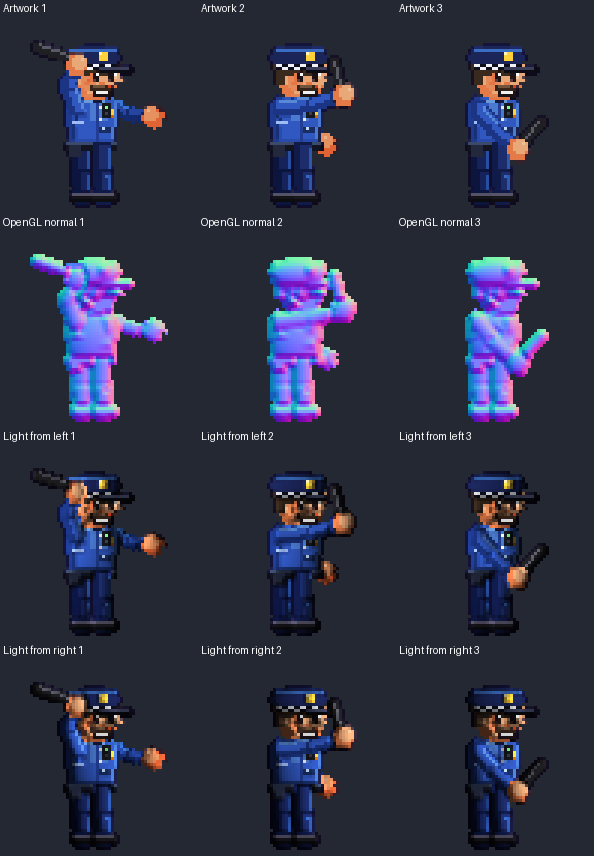 Artwork 1 Artwork 2 Artwork 3
OpenGL normal 1 OpenGL normal 2 OpenGL normal 3
Light from left 1 Light from left 2 Light from left 3
Light from right 1 Light from right 2 Light from right 3